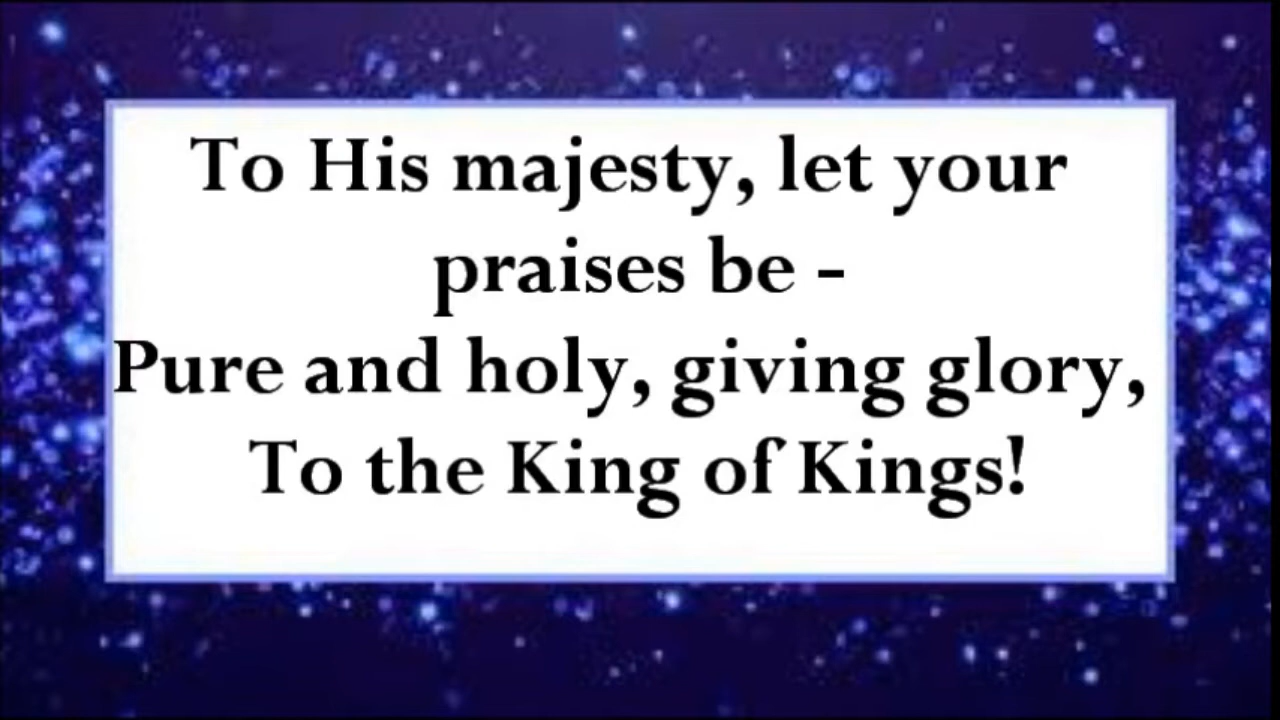 To His majesty, let your
praises be -
Pure and holy, giving glory,
To the King of Kings!